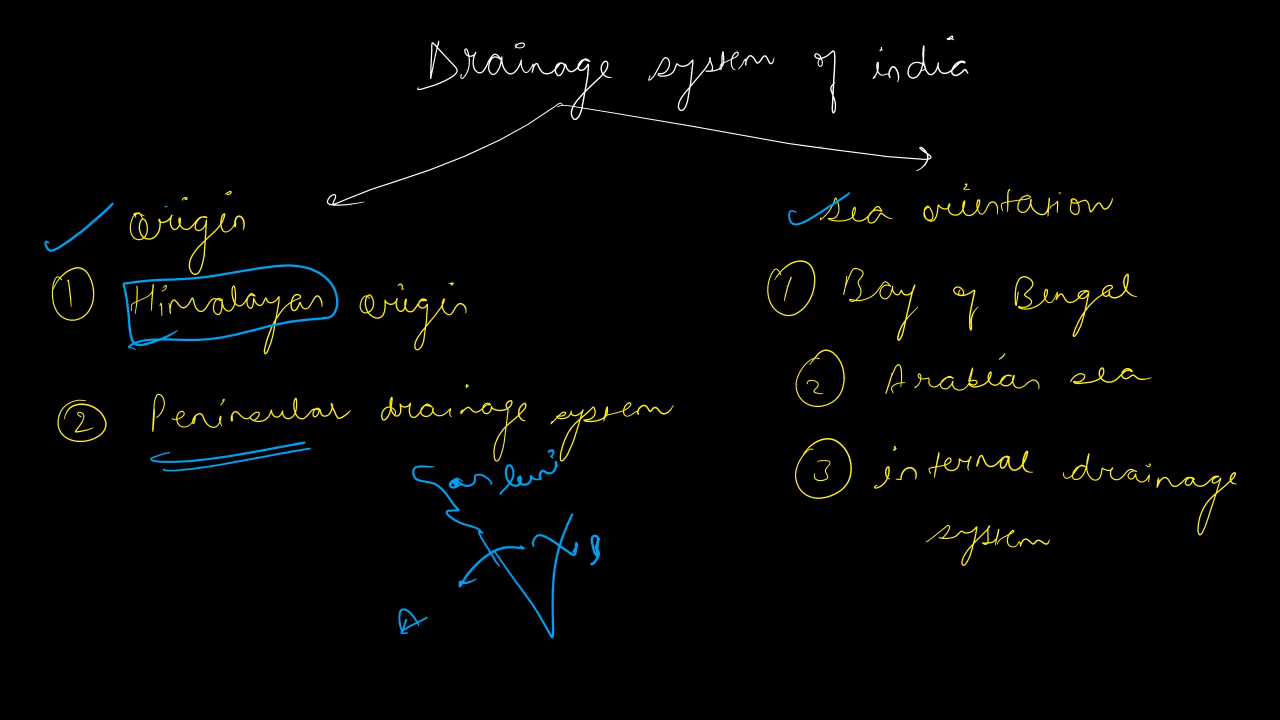 Drainage system of india
origin
1 Himalayan origin
2 Peninsular drainage system
sea orientation
1 Bay of Bengal
2 Arabian sea
3 internal drainage
system
B
A